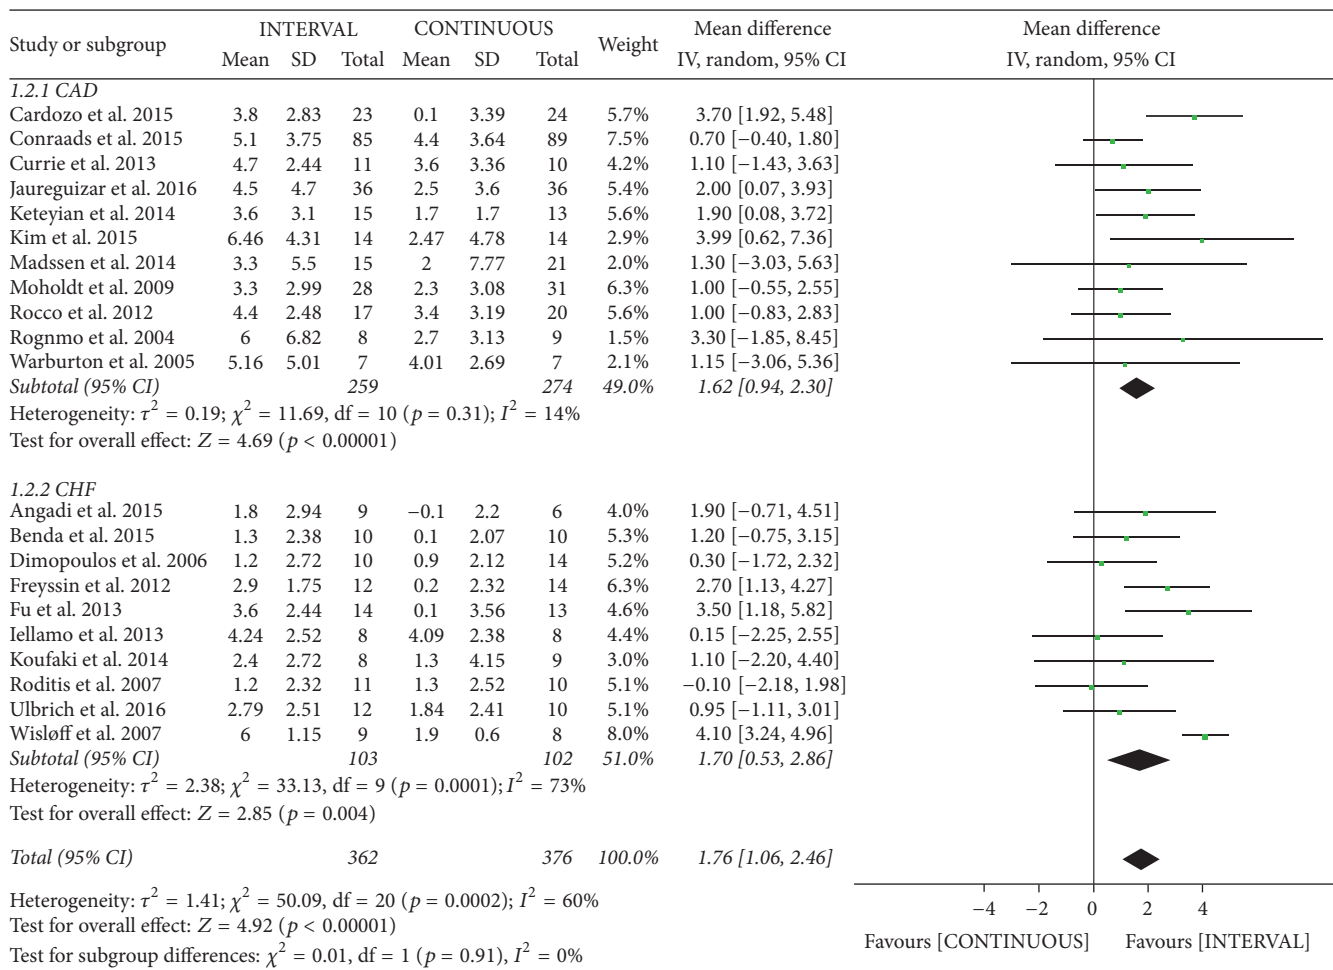 INTERVAL CONTINUOUS Mean difference Mean difference
Study or subgroup Weight
Mean SD Total Mean SD Total IV, random, 95% CI IV, random, 95% CI
1.2.1 CAD
Cardozo et al. 2015 3.8 2.83 23 0.1 3.39 24 5.7% 3.70 [1.92, 5.48]
Conraads et al. 2015 5.1 3.75 85 4.4 3.64 89 7.5% 0.70 [−0.40, 1.80]
Currie et al. 2013 4.7 2.44 11 3.6 3.36 10 4.2% 1.10 [−1.43, 3.63]
Jaureguizar et al. 2016 4.5 4.7 36 2.5 3.6 36 5.4% 2.00 [0.07, 3.93]
Keteyian et al. 2014 3.6 3.1 15 1.7 1.7 13 5.6% 1.90 [0.08, 3.72]
Kim et al. 2015 6.46 4.31 14 2.47 4.78 14 2.9% 3.99 [0.62, 7.36]
Madssen et al. 2014 3.3 5.5 15 2 7.77 21 2.0% 1.30 [−3.03, 5.63]
Moholdt et al. 2009 3.3 2.99 28 2.3 3.08 31 6.3% 1.00 [−0.55, 2.55]
Rocco et al. 2012 4.4 2.48 17 3.4 3.19 20 5.6% 1.00 [−0.83, 2.83]
Rognmo et al. 2004 6 6.82 8 2.7 3.13 9 1.5% 3.30 [−1.85, 8.45]
Warburton et al. 2005 5.16 5.01 7 4.01 2.69 7 2.1% 1.15 [−3.06, 5.36]
Subtotal (95% CI) 259 274 49.0% 1.62 [0.94, 2.30]
Heterogeneity: τ² = 0.19; χ² = 11.69, df = 10 (p = 0.31); I² = 14%
Test for overall effect: Z = 4.69 (p < 0.00001)
1.2.2 CHF
Angadi et al. 2015 1.8 2.94 9 −0.1 2.2 6 4.0% 1.90 [−0.71, 4.51]
Benda et al. 2015 1.3 2.38 10 0.1 2.07 10 5.3% 1.20 [−0.75, 3.15]
Dimopoulos et al. 2006 1.2 2.72 10 0.9 2.12 14 5.2% 0.30 [−1.72, 2.32]
Freyssin et al. 2012 2.9 1.75 12 0.2 2.32 14 6.3% 2.70 [1.13, 4.27]
Fu et al. 2013 3.6 2.44 14 0.1 3.56 13 4.6% 3.50 [1.18, 5.82]
Iellamo et al. 2013 4.24 2.52 8 4.09 2.38 8 4.4% 0.15 [−2.25, 2.55]
Koufaki et al. 2014 2.4 2.72 8 1.3 4.15 9 3.0% 1.10 [−2.20, 4.40]
Roditis et al. 2007 1.2 2.32 11 1.3 2.52 10 5.1% −0.10 [−2.18, 1.98]
Ulbrich et al. 2016 2.79 2.51 12 1.84 2.41 10 5.1% 0.95 [−1.11, 3.01]
Wisløff et al. 2007 6 1.15 9 1.9 0.6 8 8.0% 4.10 [3.24, 4.96]
Subtotal (95% CI) 103 102 51.0% 1.70 [0.53, 2.86]
Heterogeneity: τ² = 2.38; χ² = 33.13, df = 9 (p = 0.0001); I² = 73%
Test for overall effect: Z = 2.85 (p = 0.004)
Total (95% CI) 362 376 100.0% 1.76 [1.06, 2.46]
Heterogeneity: τ² = 1.41; χ² = 50.09, df = 20 (p = 0.0002); I² = 60%
Test for overall effect: Z = 4.92 (p < 0.00001)
Test for subgroup differences: χ² = 0.01, df = 1 (p = 0.91), I² = 0%
−4 −2 0 2 4
Favours [CONTINUOUS] Favours [INTERVAL]